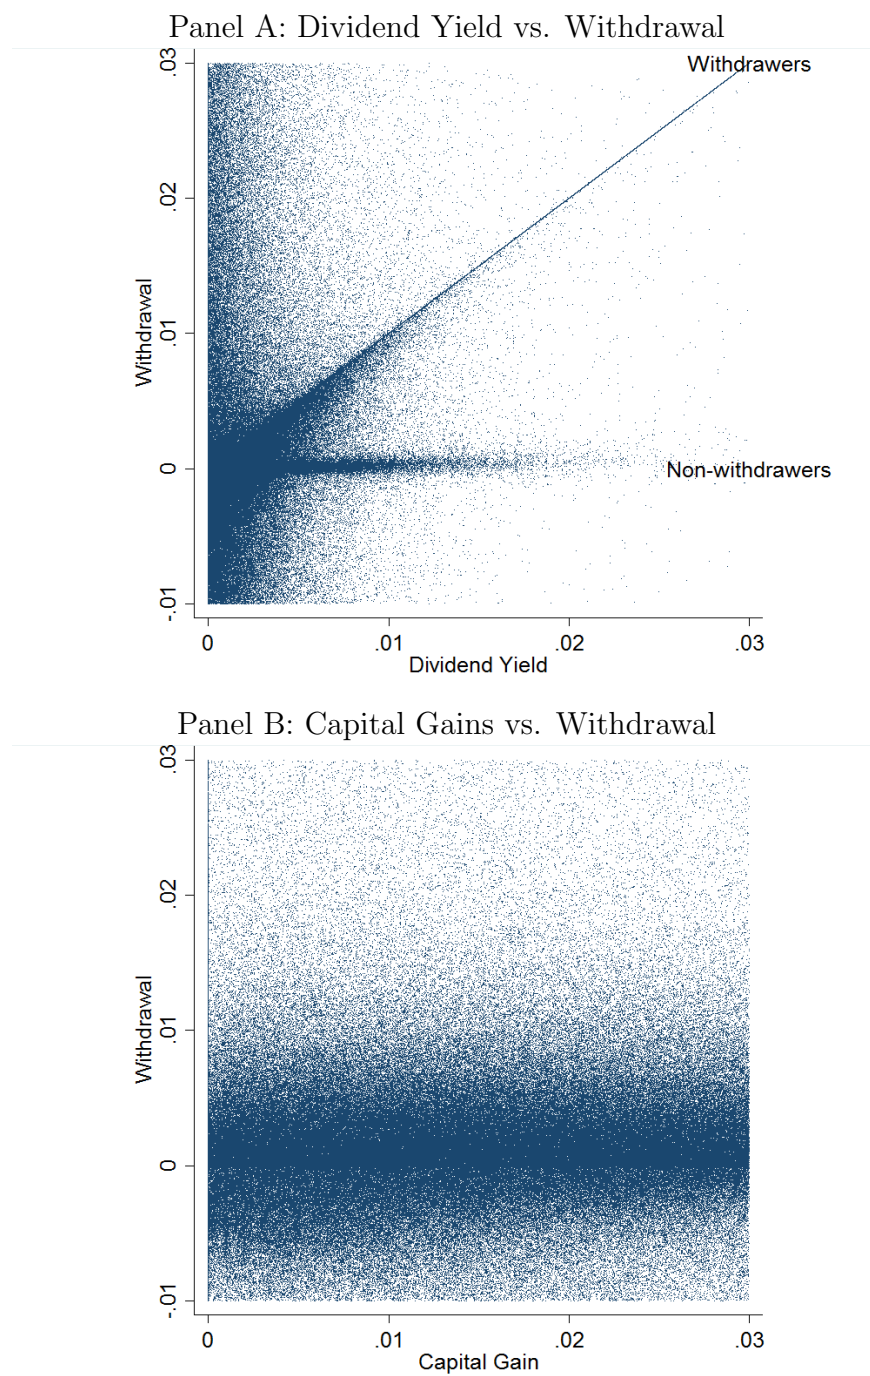 Panel A: Dividend Yield vs. Withdrawal
Withdrawers
Non-withdrawers
Withdrawal
.03
.02
.01
0
-.01
0 .01 .02 .03
Dividend Yield
Panel B: Capital Gains vs. Withdrawal
Withdrawal
.03
.02
.01
0
-.01
0 .01 .02 .03
Capital Gain